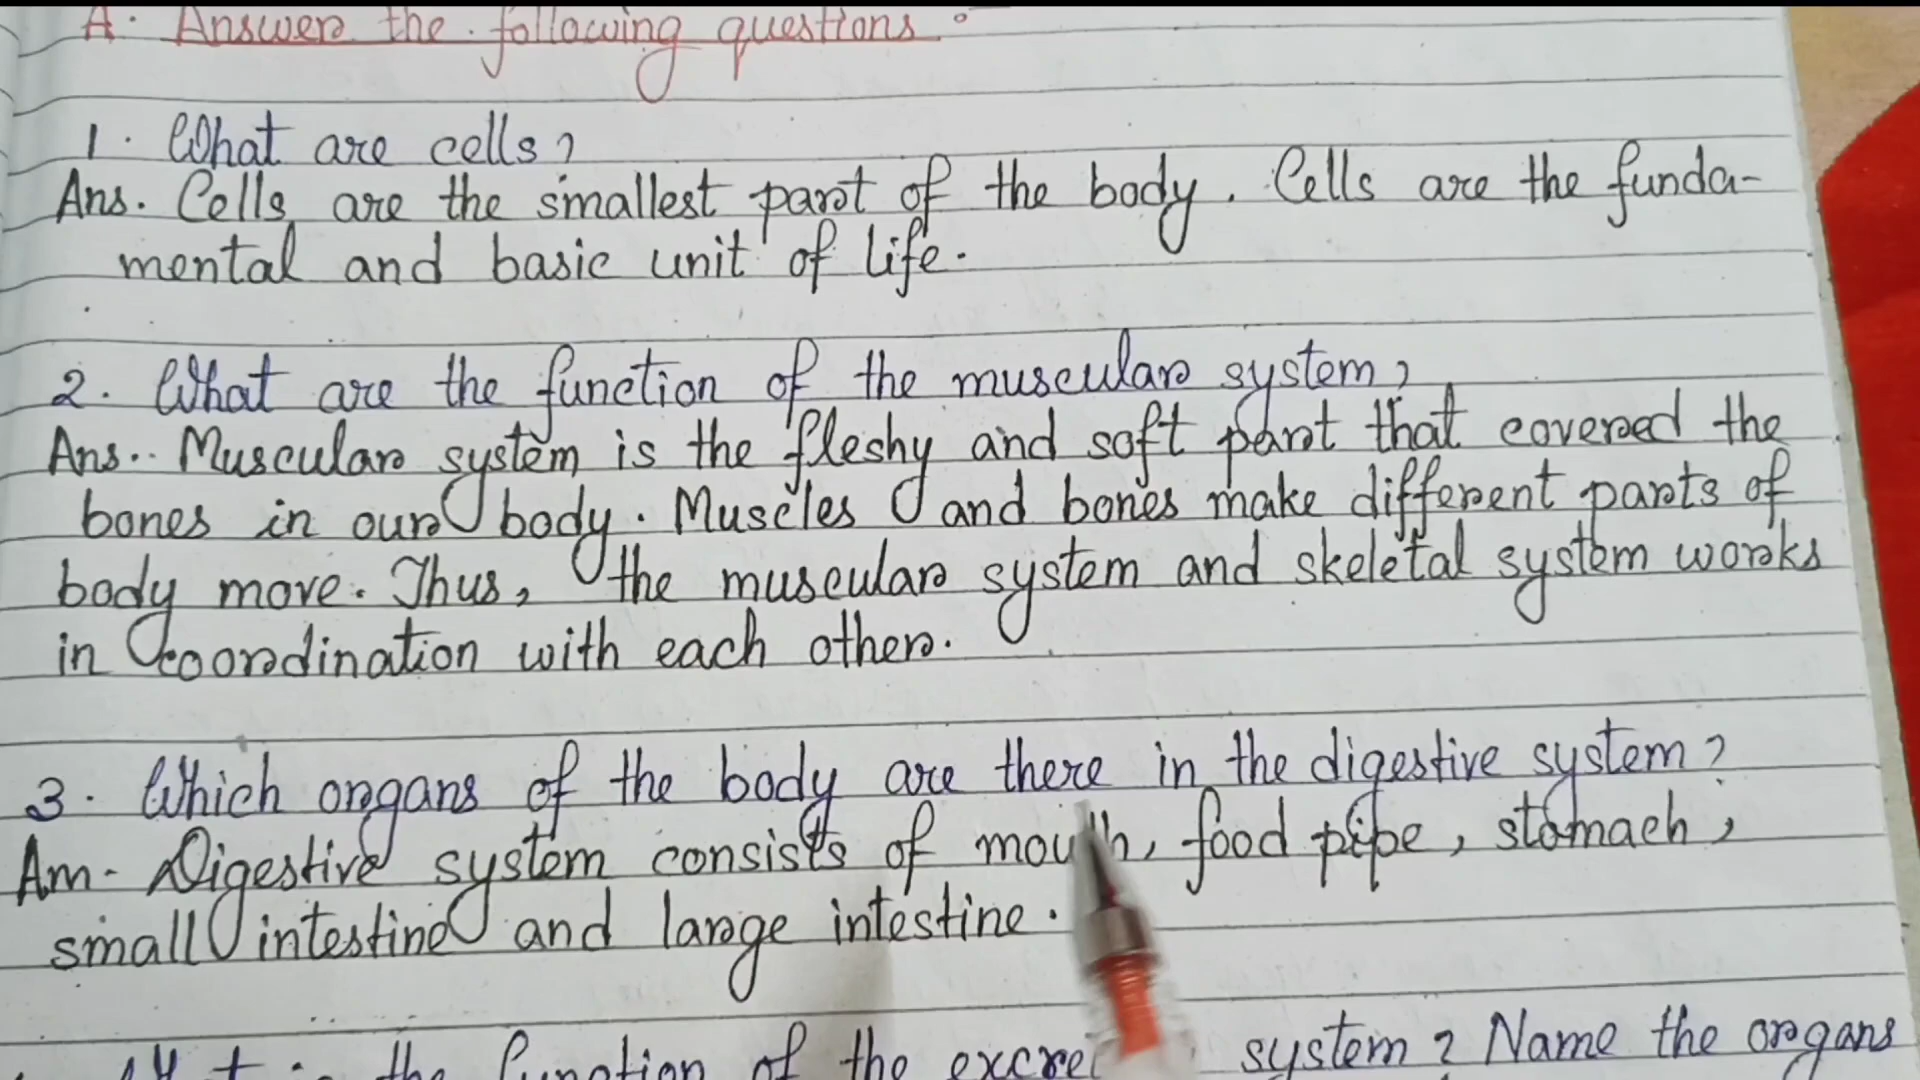 A. Answer the following questions :
1. What are cells?
Ans. Cells are the smallest part of the body. Cells are the funda-
mental and basic unit of life.
2. What are the function of the muscular system?
Ans. Muscular system is the fleshy and soft part that covered the
bones in our body. Muscles and bones make different parts of
body move. Thus, the muscular system and skeletal system works
in coordination with each other.
3. Which organs of the body are there in the digestive system?
Ans. Digestive system consists of mouth, food pipe, stomach,
small intestine and large intestine.
the function of the system? Name the organs